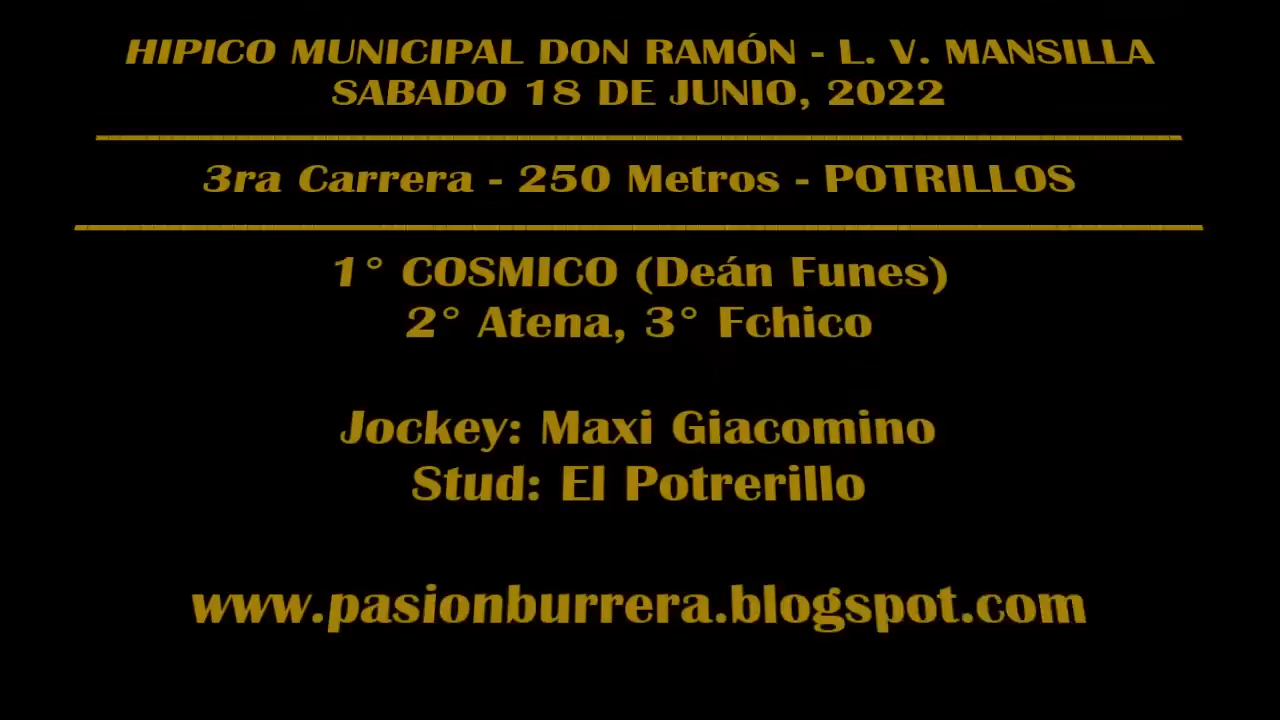 HIPICO MUNICIPAL DON RAMÓN - L. V. MANSILLA
SABADO 18 DE JUNIO, 2022
3ra Carrera - 250 Metros - POTRILLOS
1° COSMICO (Deán Funes)
2° Atena, 3° Fchico
Jockey: Maxi Giacomino
Stud: El Potrerillo
www.pasionburrera.blogspot.com